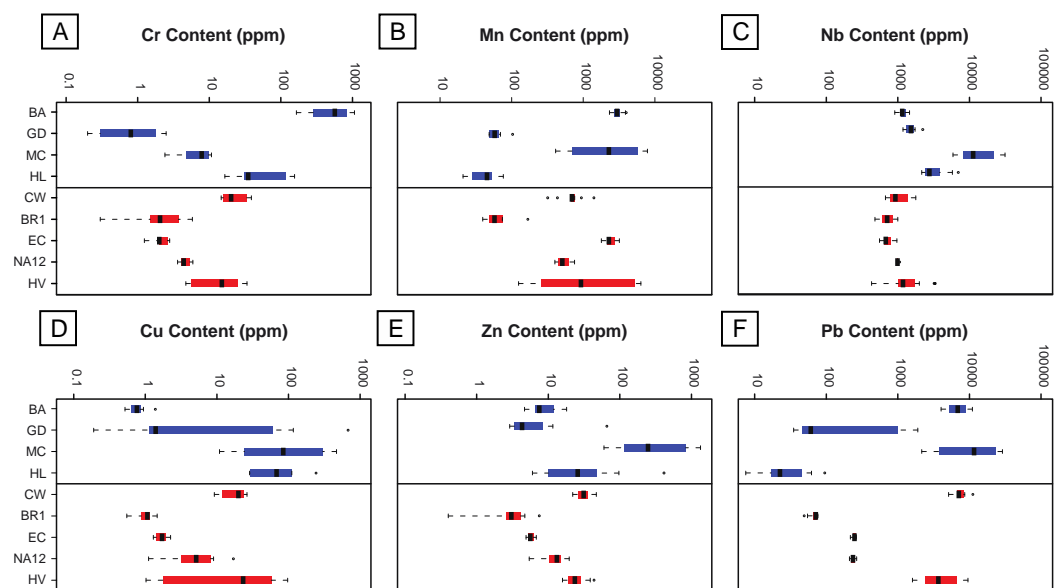 A Cr Content (ppm)
0.1 1 10 100 1000
B Mn Content (ppm)
10 100 1000 10000
C Nb Content (ppm)
10 100 1000 10000 100000
BA
GD
MC
HL
CW
BR1
EC
NA12
HV
D Cu Content (ppm)
0.1 1 10 100 1000
E Zn Content (ppm)
0.1 1 10 100 1000
F Pb Content (ppm)
10 100 1000 10000 100000
BA
GD
MC
HL
CW
BR1
EC
NA12
HV